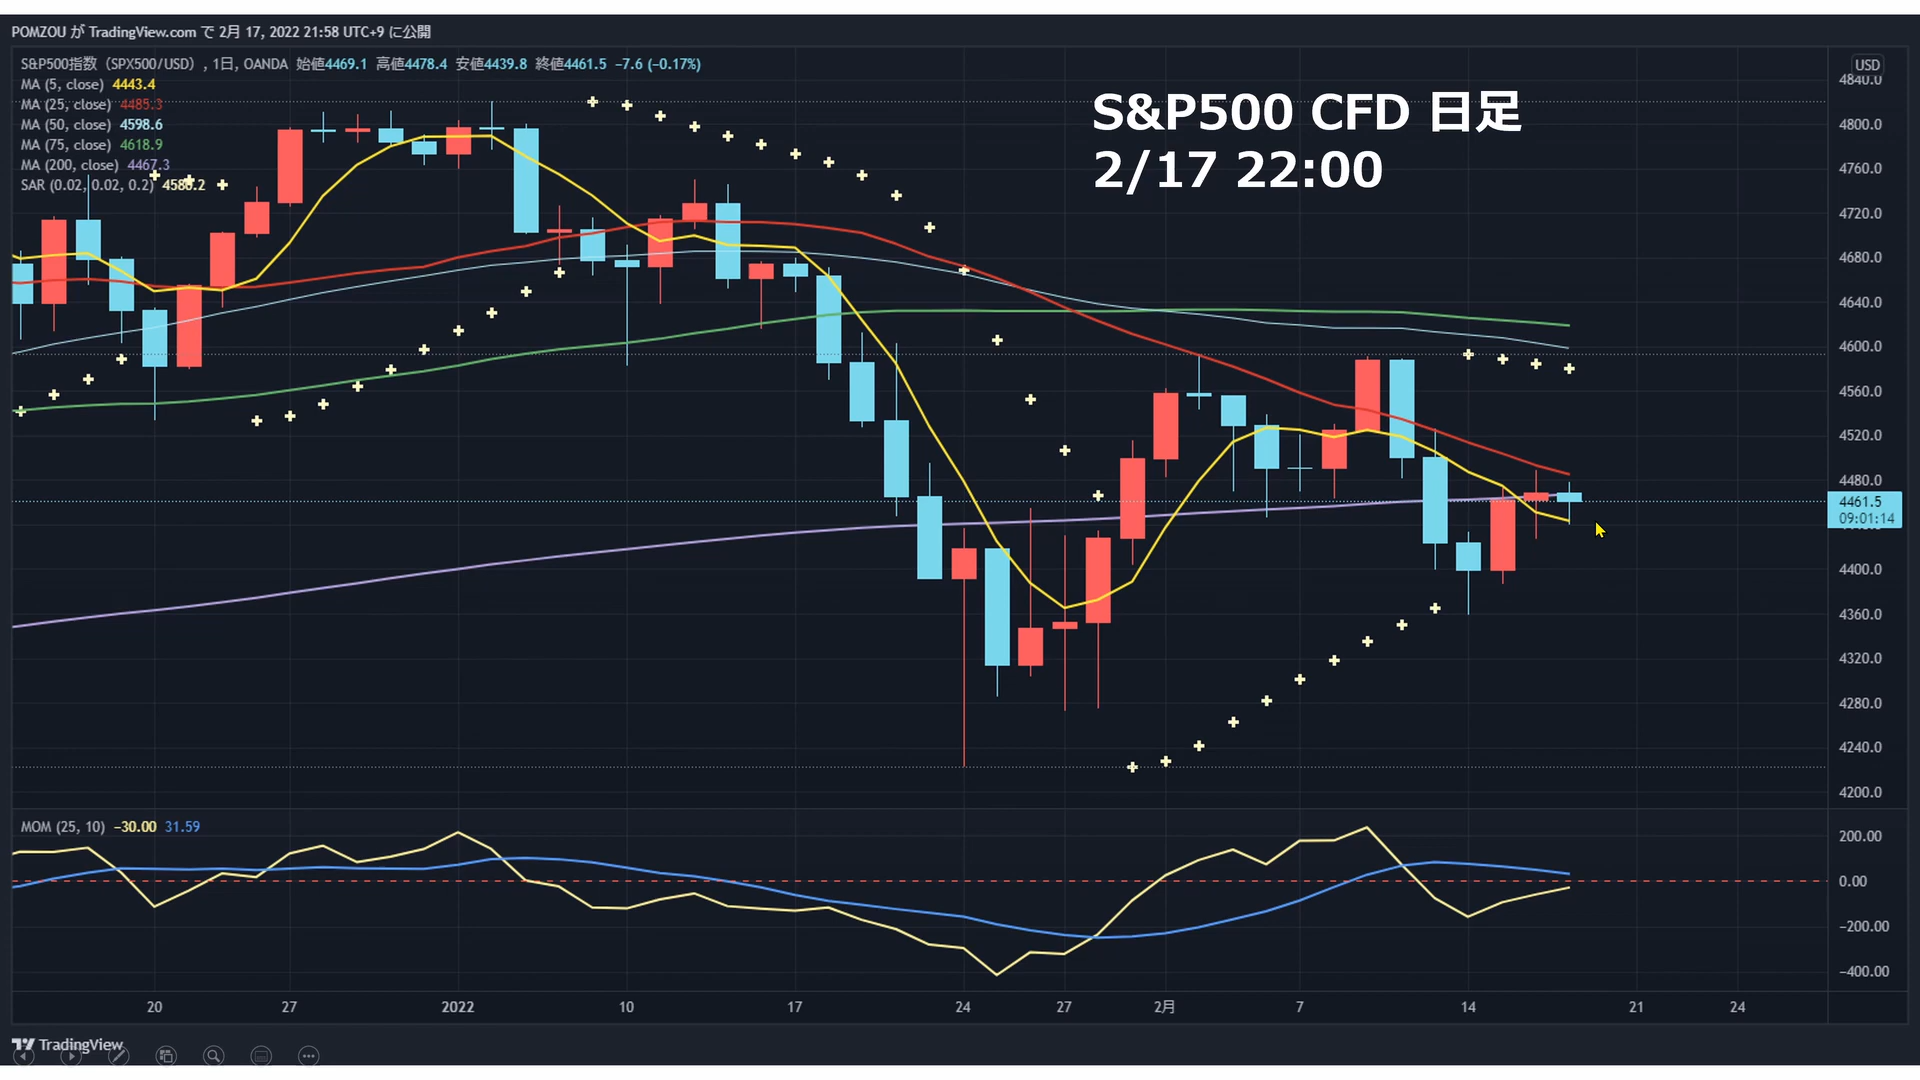 POMZOU が TradingView.com で 2月 17, 2022 21:58 UTC+9 に公開
S&P500指数（SPX500/USD）, 1日, OANDA 始値4469.1 高値4478.4 安値4439.8 終値4461.5 −7.6 (−0.17%)
MA (5, close) 4443.4
MA (25, close) 4485.3
MA (50, close) 4598.6
MA (75, close) 4618.9
MA (200, close) 4467.3
SAR (0.02, 0.02, 0.2) 4580.2
S&P500 CFD 日足
2/17 22:00
USD
4840.0
4800.0
4760.0
4720.0
4680.0
4640.0
4600.0
4560.0
4520.0
4480.0
4461.5
09:01:14
4400.0
4360.0
4320.0
4280.0
4240.0
4200.0
MOM (25, 10) −30.00 31.59
200.00
0.00
−200.00
−400.00
20 27 2022 10 17 24 27 2月 7 14 21 24
TradingView